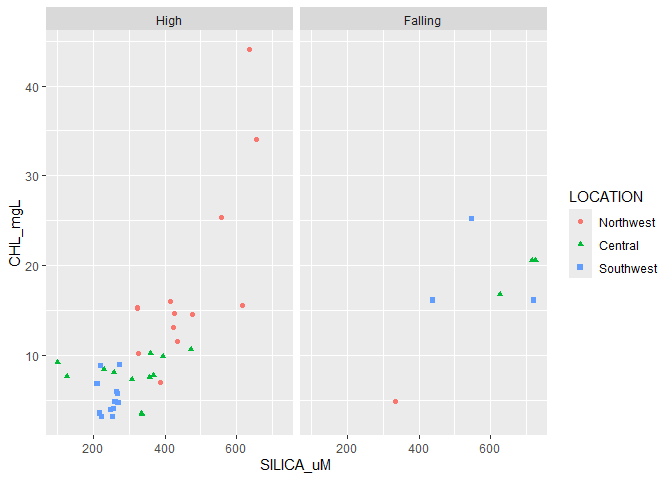 High
Falling
40
30
20
10
CHL_mgL
200
400
600
200
400
600
SILICA_uM
LOCATION
Northwest
Central
Southwest